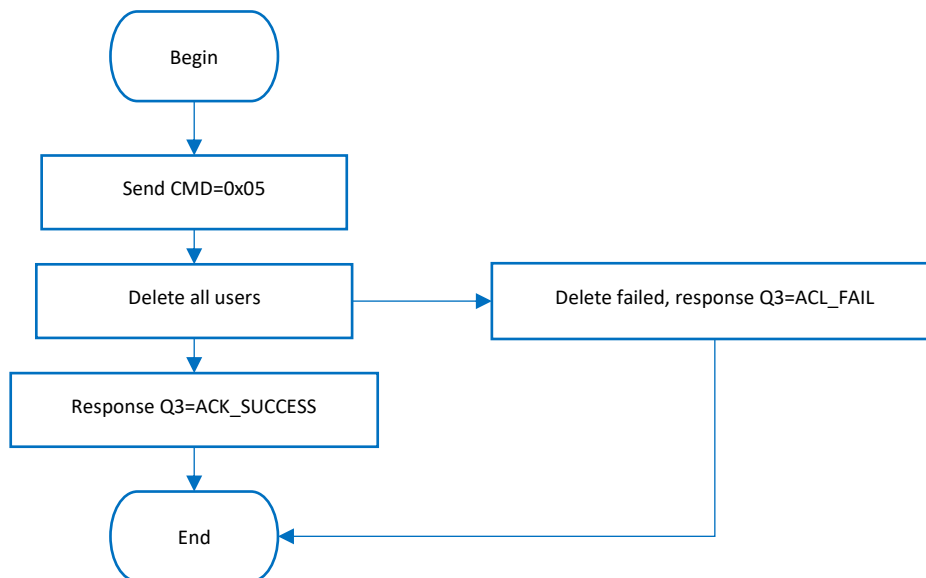 Begin
Send CMD=0x05
Delete all users
Delete failed, response Q3=ACL_FAIL
Response Q3=ACK_SUCCESS
End